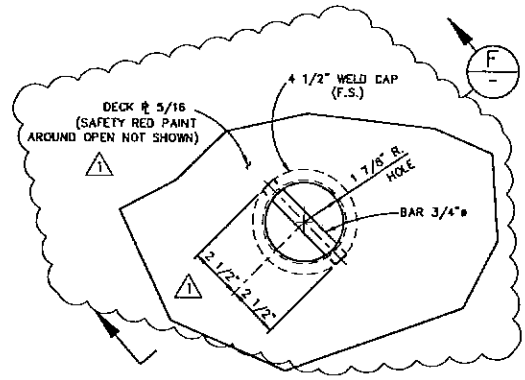 F
-
4 1/2" WELD CAP
(F.S.)
DECK ℞ 5/16
(SAFETY RED PAINT
AROUND OPEN NOT SHOWN)
1
1 7/8" R.
HOLE
BAR 3/4"ø
2 1/2"
2 1/2"
1